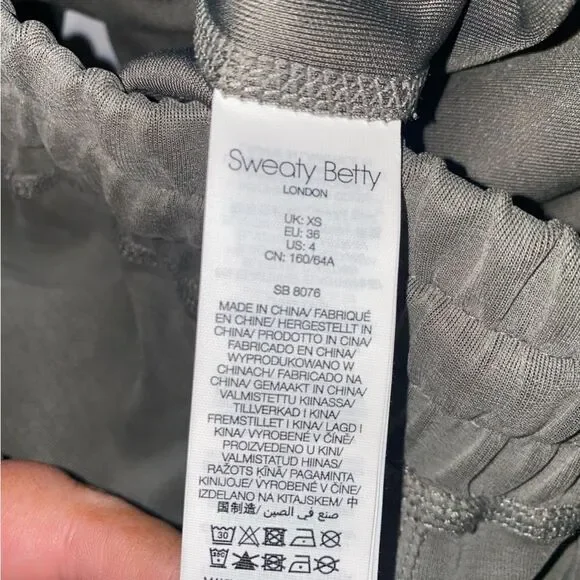 Sweaty Betty
LONDON
UK: XS
EU: 36
US: 4
CN: 160/64A
SB 8076
MADE IN CHINA/ FABRIQUÉ
EN CHINE/ HERGESTELLT IN
CHINA/ PRODOTTO IN CINA/
FABRICADO EN CHINA/
WYPRODUKOWANO W
CHINACH/ FABRICADO NA
CHINA/ GEMAAKT IN CHINA/
VALMISTETTU KIINASSA/
TILLVERKAD I KINA/
FREMSTILLET I KINA/ LAGD I
KINA/ VYROBENÉ V ČÍNĚ/
PROIZVEDENO U KINI/
VALMISTATUD HIINAS/
RAŽOTS ĶĪNĀ/ PAGAMINTA
KINIJOJE/ VYROBENÉ V ČÍNE/
IZDELANO NA KITAJSKEM/ 中
国制造/ صنع في الصين
30